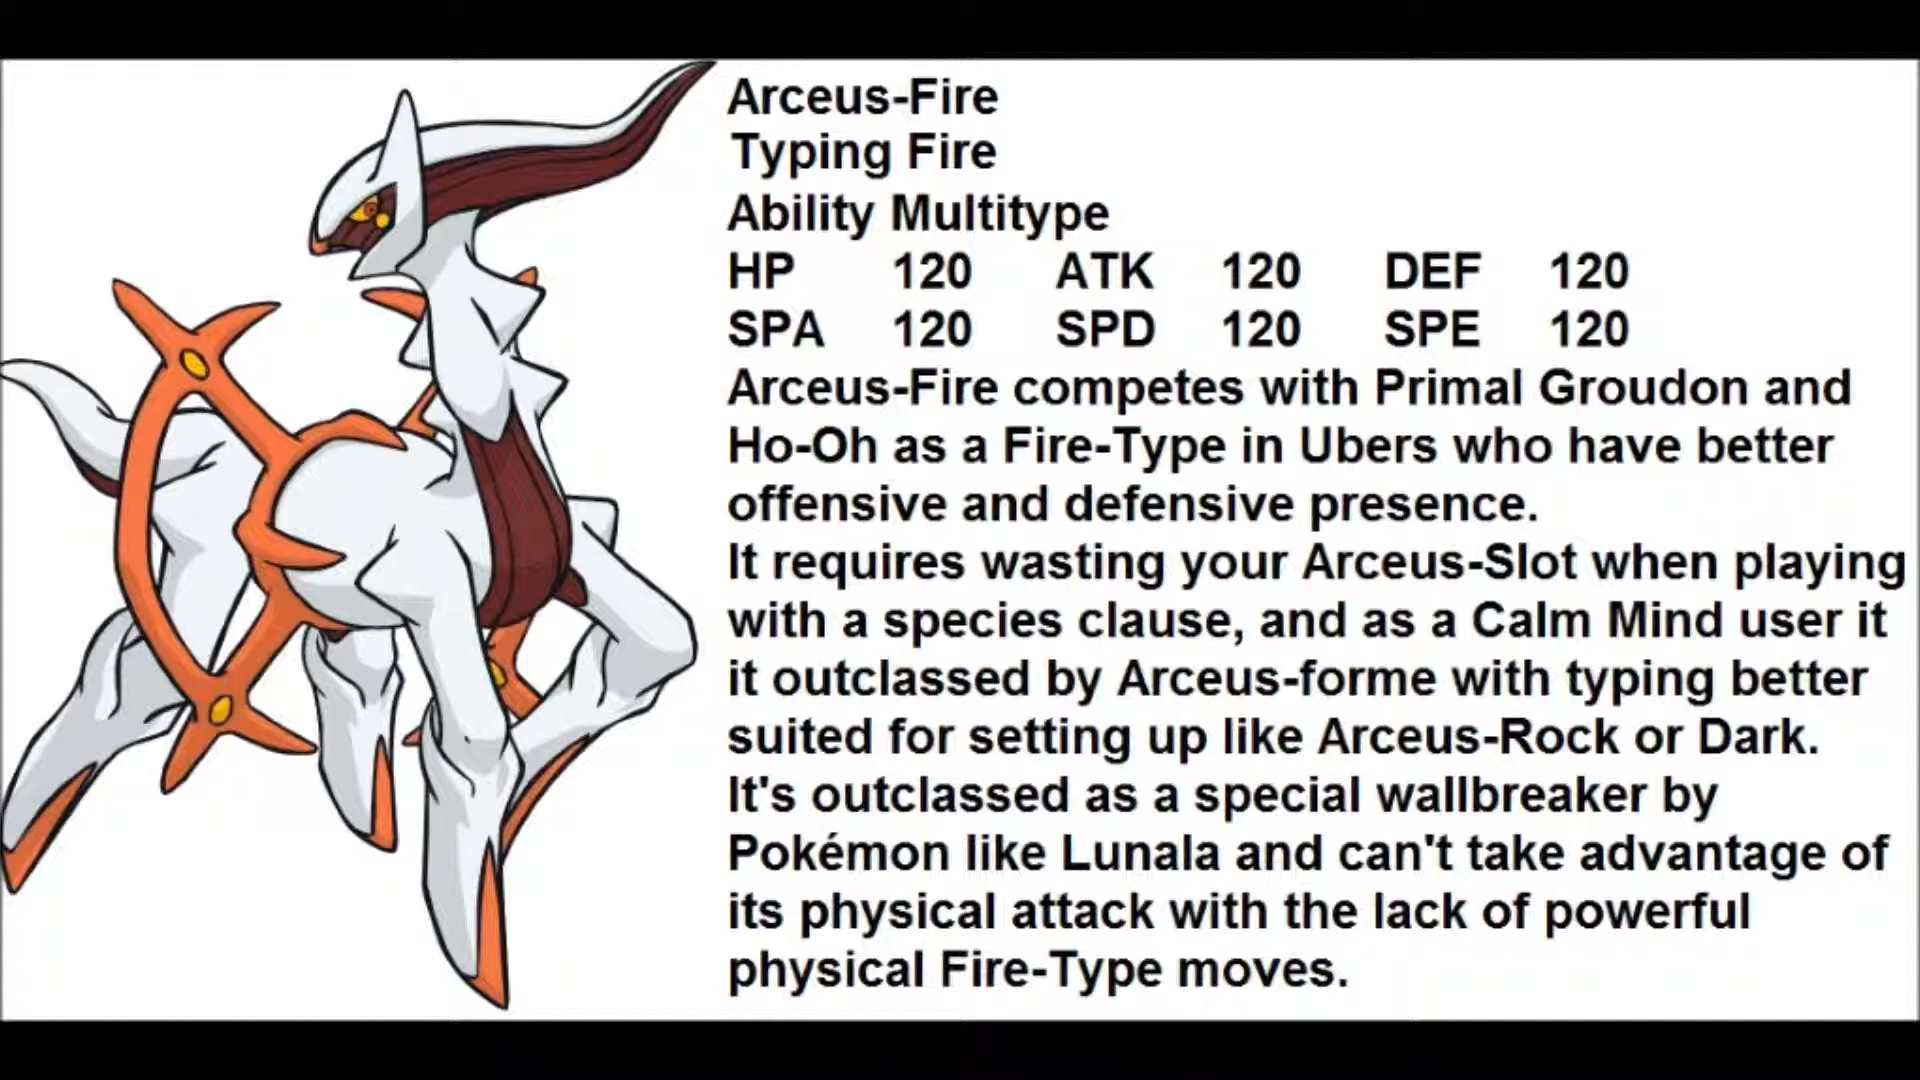 Arceus-Fire
Typing Fire
Ability Multitype
HP 120 ATK 120 DEF 120
SPA 120 SPD 120 SPE 120
Arceus-Fire competes with Primal Groudon and
Ho-Oh as a Fire-Type in Ubers who have better
offensive and defensive presence.
It requires wasting your Arceus-Slot when playing
with a species clause, and as a Calm Mind user it
it outclassed by Arceus-forme with typing better
suited for setting up like Arceus-Rock or Dark.
It's outclassed as a special wallbreaker by
Pokémon like Lunala and can't take advantage of
its physical attack with the lack of powerful
physical Fire-Type moves.